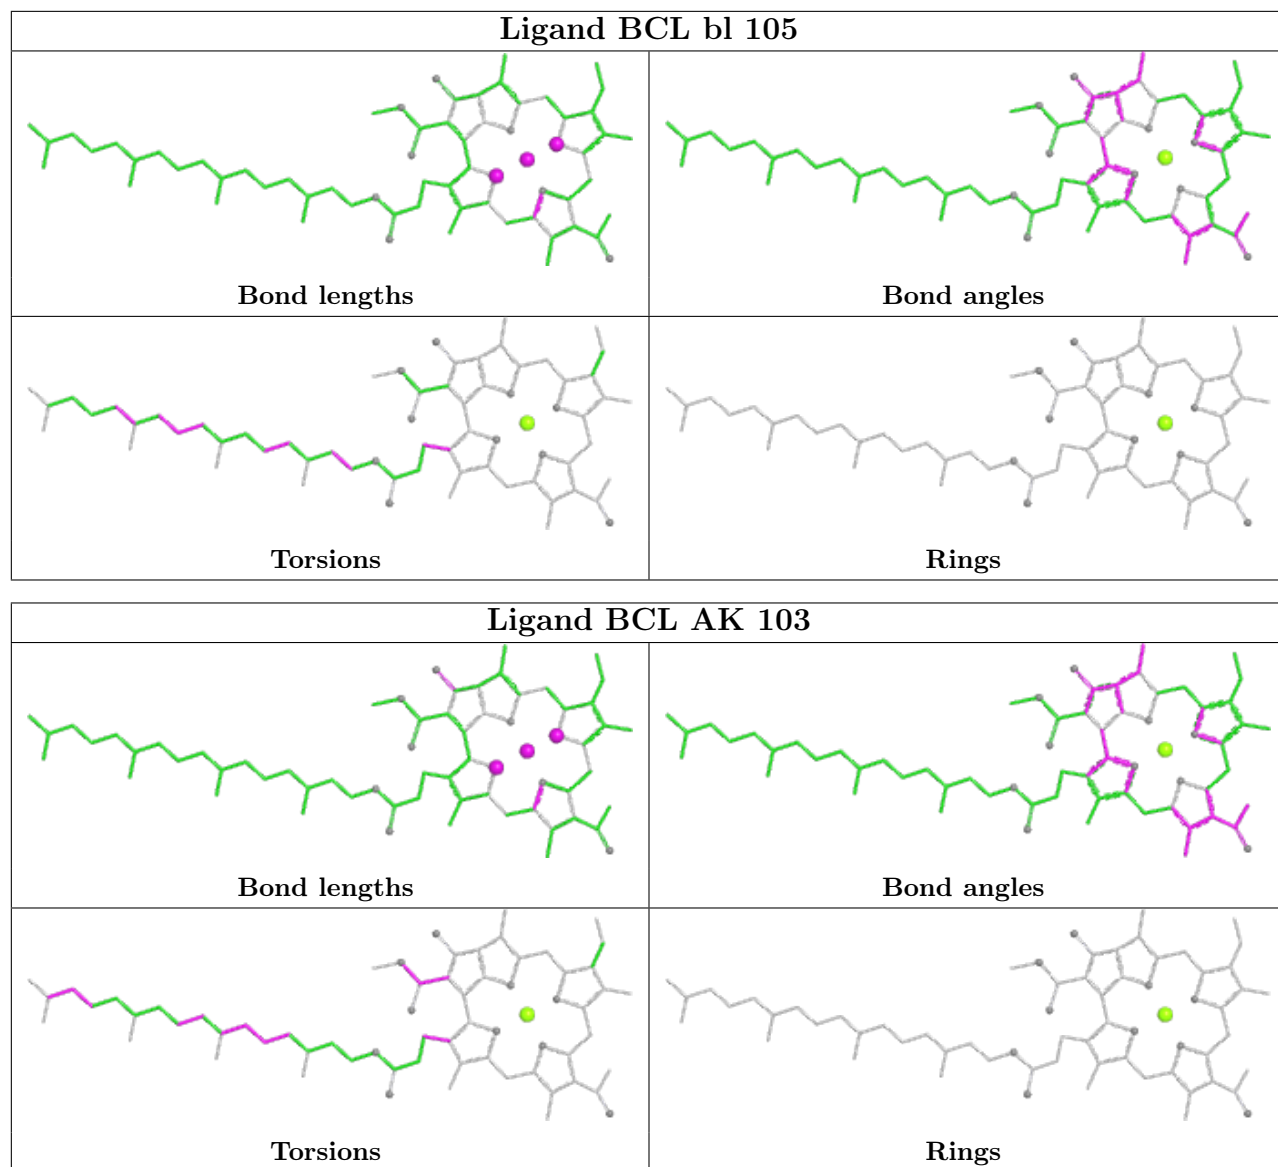 Ligand BCL bl 105
Bond lengths
Bond angles
Torsions
Rings
Ligand BCL AK 103
Bond lengths
Bond angles
Torsions
Rings